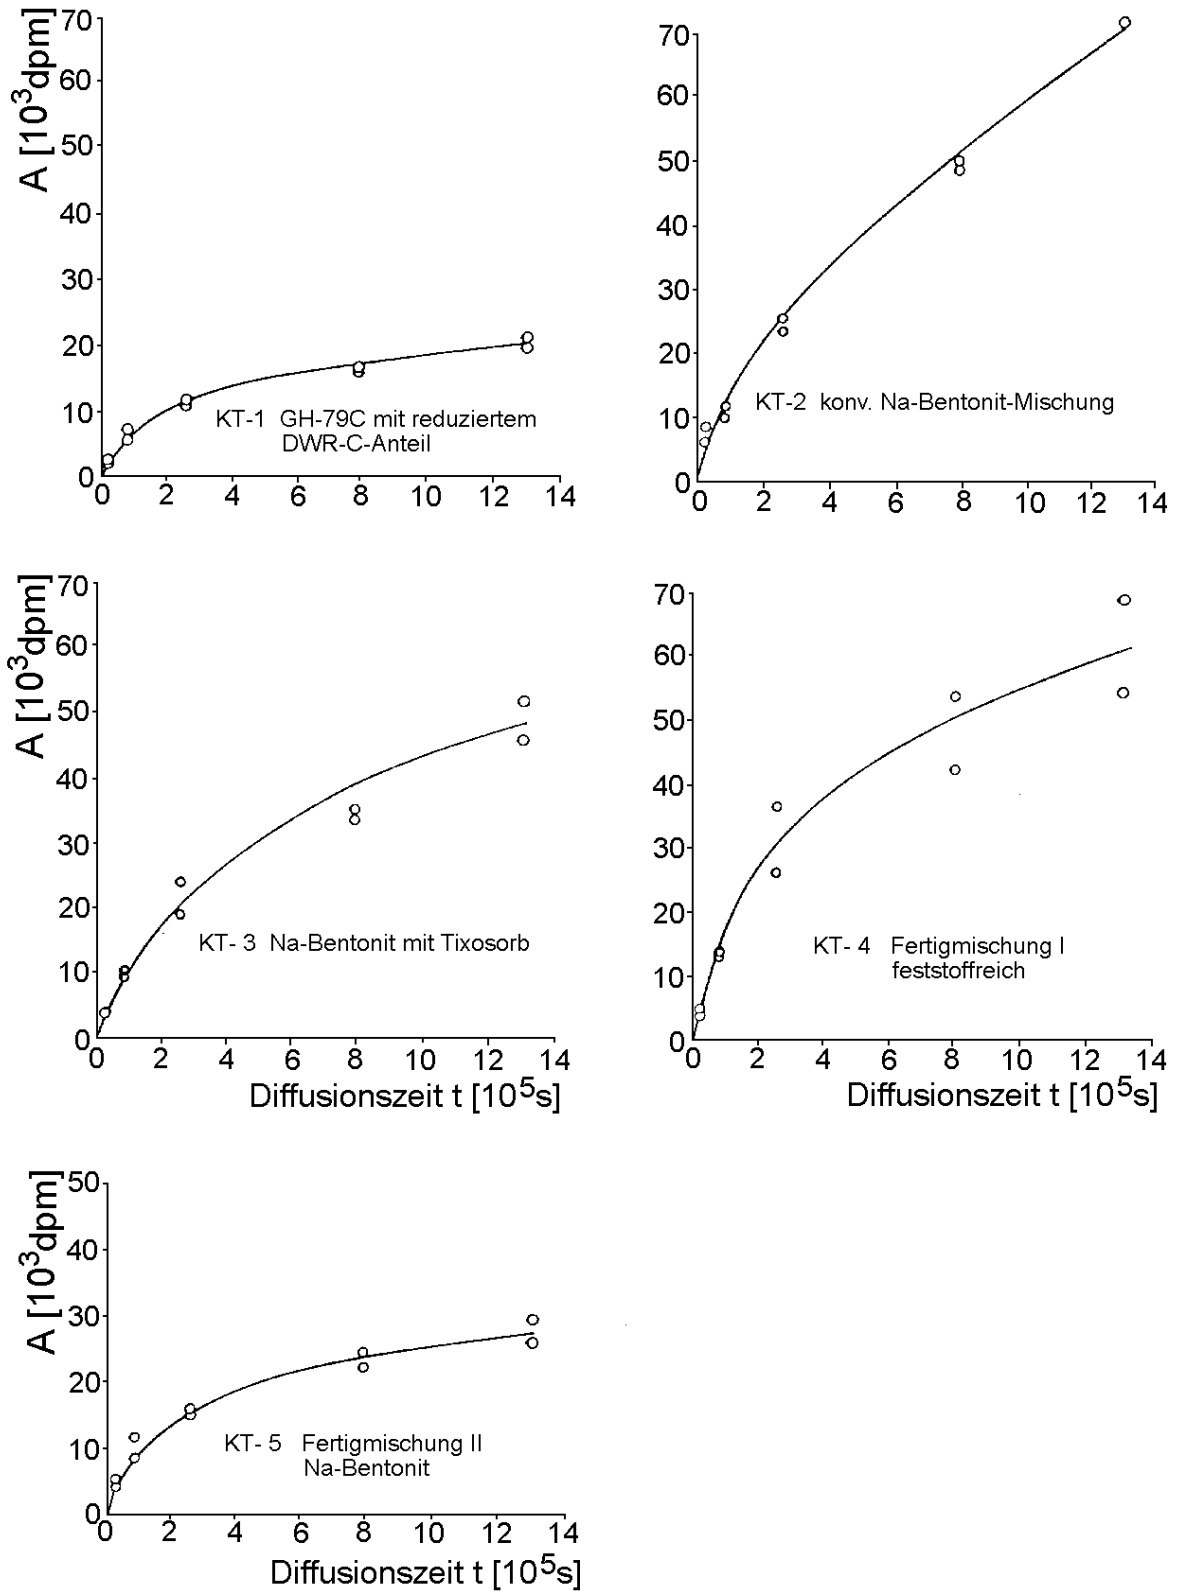 A [10³dpm]
70
60
50
40
30
20
10
0
0 2 4 6 8 10 12 14
KT-1 GH-79C mit reduziertem
DWR-C-Anteil
70
60
50
40
30
20
10
0
0 2 4 6 8 10 12 14
KT-2 konv. Na-Bentonit-Mischung
A [10³dpm]
70
60
50
40
30
20
10
0
0 2 4 6 8 10 12 14
KT- 3 Na-Bentonit mit Tixosorb
Diffusionszeit t [10⁵s]
70
60
50
40
30
20
10
0
0 2 4 6 8 10 12 14
KT- 4 Fertigmischung I
feststoffreich
Diffusionszeit t [10⁵s]
A [10³dpm]
50
40
30
20
10
0
0 2 4 6 8 10 12 14
KT- 5 Fertigmischung II
Na-Bentonit
Diffusionszeit t [10⁵s]